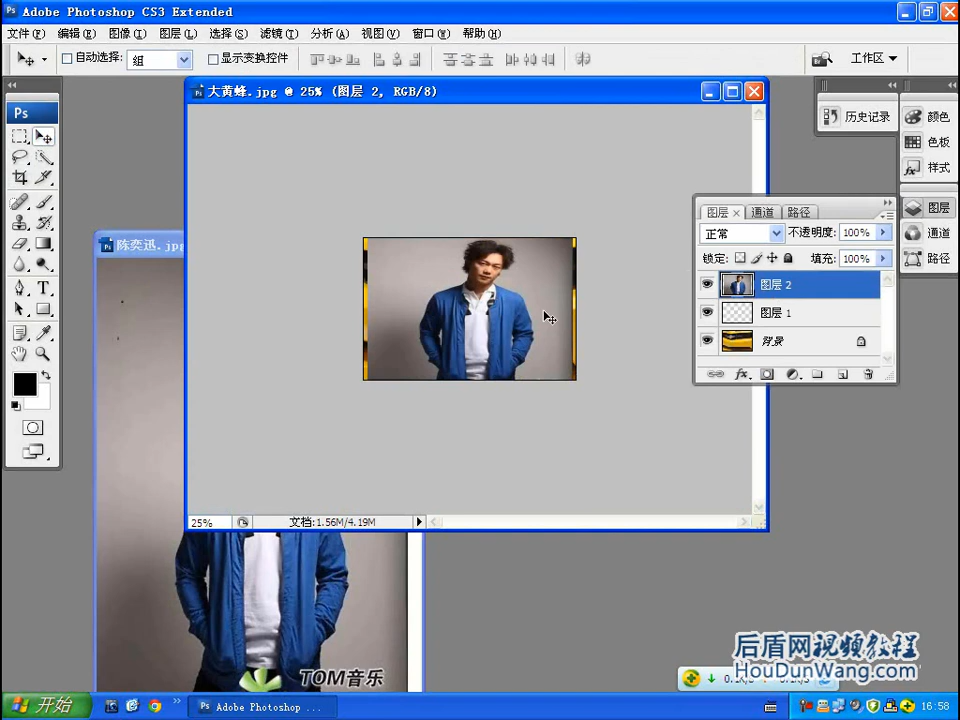 Adobe Photoshop CS3 Extended
文件(F) 编辑(E) 图像(I) 图层(L) 选择(S) 滤镜(T) 分析(A) 视图(V) 窗口(W) 帮助(H)
自动选择: 组 显示变换控件 工作区
Ps 大黄蜂.jpg @ 25% (图层 2, RGB/8)
历史记录
颜色
色板
样式
图层
通道
路径
图层 × 通道 路径
正常 不透明度: 100%
锁定: 填充: 100%
图层 2
图层 1
背景
陈奕迅.jpg
25% 文档:1.56M/4.19M
TOM音乐
后盾网视频教程
HouDunWang.com
开始 Adobe Photoshop ... 16:58